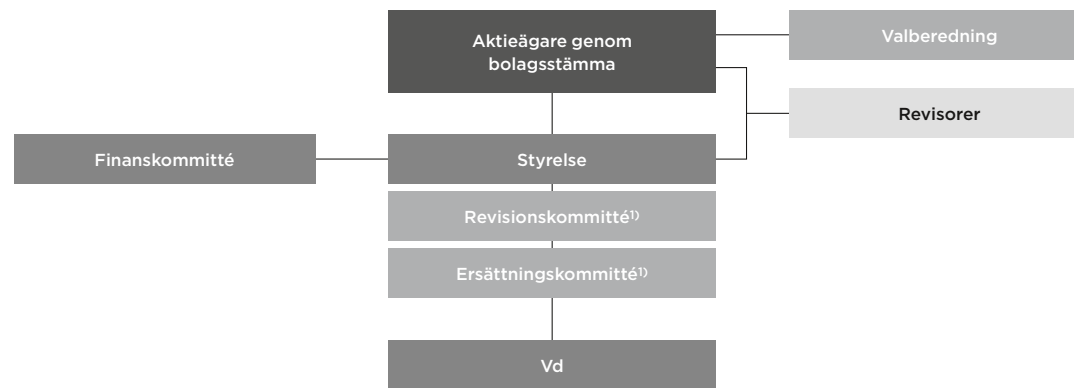 Aktieägare genom
bolagsstämma
Valberedning
Revisorer
Finanskommitté
Styrelse
Revisionskommitté¹⁾
Ersättningskommitté¹⁾
Vd